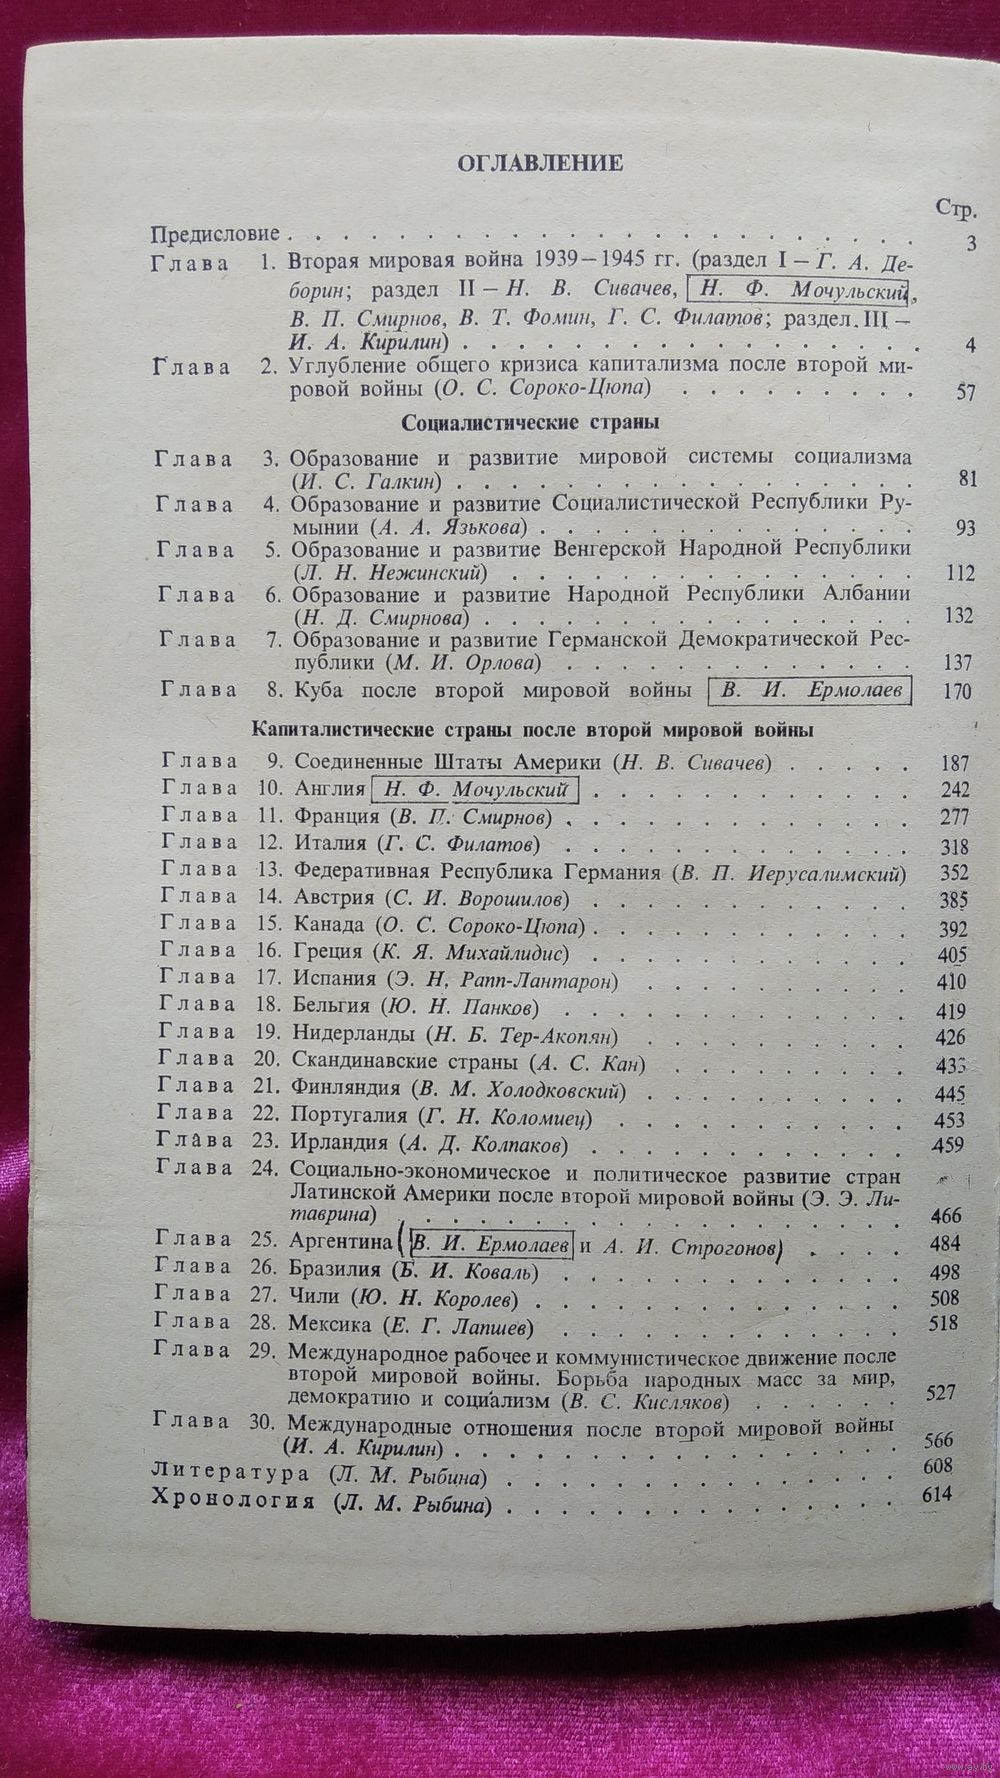 ОГЛАВЛЕНИЕ
Стр.
Предисловие . . . . . . . . . . . . . . . . . . . . . . 3
Глава 1. Вторая мировая война 1939—1945 гг. (раздел I — Г. А. Де-
борин; раздел II — Н. В. Сивачев, Н. Ф. Мочульский,
В. П. Смирнов, В. Т. Фомин, Г. С. Филатов; раздел III —
И. А. Кирилин) . . . . . . . . . . . . . . . . . 4
Глава 2. Углубление общего кризиса капитализма после второй ми-
ровой войны (О. С. Сороко-Цюпа) . . . . . . . . . 57
Социалистические страны
Глава 3. Образование и развитие мировой системы социализма
(И. С. Галкин) . . . . . . . . . . . . . . . . . 81
Глава 4. Образование и развитие Социалистической Республики Ру-
мынии (А. А. Язькова) . . . . . . . . . . . . . . 93
Глава 5. Образование и развитие Венгерской Народной Республики
(Л. Н. Нежинский) . . . . . . . . . . . . . . . 112
Глава 6. Образование и развитие Народной Республики Албании
(Н. Д. Смирнова) . . . . . . . . . . . . . . . . 132
Глава 7. Образование и развитие Германской Демократической Рес-
публики (М. И. Орлова) . . . . . . . . . . . . . 137
Глава 8. Куба после второй мировой войны В. И. Ермолаев 170
Капиталистические страны после второй мировой войны
Глава 9. Соединенные Штаты Америки (Н. В. Сивачев) . . . . . 187
Глава 10. Англия Н. Ф. Мочульский . . . . . . . . . . . . 242
Глава 11. Франция (В. П. Смирнов) . . . . . . . . . . . . . 277
Глава 12. Италия (Г. С. Филатов) . . . . . . . . . . . . . 318
Глава 13. Федеративная Республика Германия (В. П. Иерусалимский) 352
Глава 14. Австрия (С. И. Ворошилов) . . . . . . . . . . . . 385
Глава 15. Канада (О. С. Сороко-Цюпа) . . . . . . . . . . . . 392
Глава 16. Греция (К. Я. Михайлидис) . . . . . . . . . . . . 405
Глава 17. Испания (Э. Н. Рапп-Лантарон) . . . . . . . . . . 410
Глава 18. Бельгия (Ю. Н. Панков) . . . . . . . . . . . . . 419
Глава 19. Нидерланды (Н. Б. Тер-Акопян) . . . . . . . . . . 426
Глава 20. Скандинавские страны (А. С. Кан) . . . . . . . . . 433
Глава 21. Финляндия (В. М. Холодковский) . . . . . . . . . . 445
Глава 22. Португалия (Г. Н. Коломиец) . . . . . . . . . . . 453
Глава 23. Ирландия (А. Д. Колпаков) . . . . . . . . . . . . 459
Глава 24. Социально-экономическое и политическое развитие стран
Латинской Америки после второй мировой войны (Э. Э. Ли-
таврина) . . . . . . . . . . . . . . . . . . . 466
Глава 25. Аргентина (В. И. Ермолаев и А. И. Строгонов) . . . . 484
Глава 26. Бразилия (Б. И. Коваль) . . . . . . . . . . . . . 498
Глава 27. Чили (Ю. Н. Королев) . . . . . . . . . . . . . . 508
Глава 28. Мексика (Е. Г. Лапшев) . . . . . . . . . . . . . 518
Глава 29. Международное рабочее и коммунистическое движение после
второй мировой войны. Борьба народных масс за мир,
демократию и социализм (В. С. Кисляков) . . . . . . 527
Глава 30. Международные отношения после второй мировой войны
(И. А. Кирилин) . . . . . . . . . . . . . . . . 566
Литература (Л. М. Рыбина) . . . . . . . . . . . . . . . 608
Хронология (Л. М. Рыбина) . . . . . . . . . . . . . . . 614